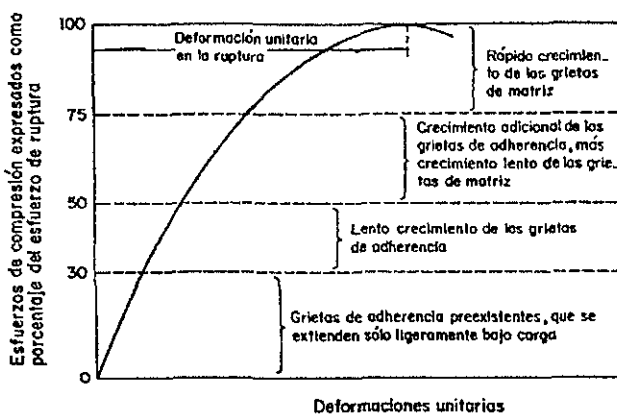 Esfuerzos de compresión expresados como
porcentaje del esfuerzo de ruptura
100
75
50
30
0
Deformación unitaria
en la ruptura
Rápido crecimien_
to de las grietas
de matriz
Crecimiento adicional de las
grietas de adherencia, más
crecimiento lento de las grie_
tas de matriz
Lento crecimiento de las grietas
de adherencia
Grietas de adherencia preexistentes, que se
extienden sólo ligeramente bajo carga
Deformaciones unitarias